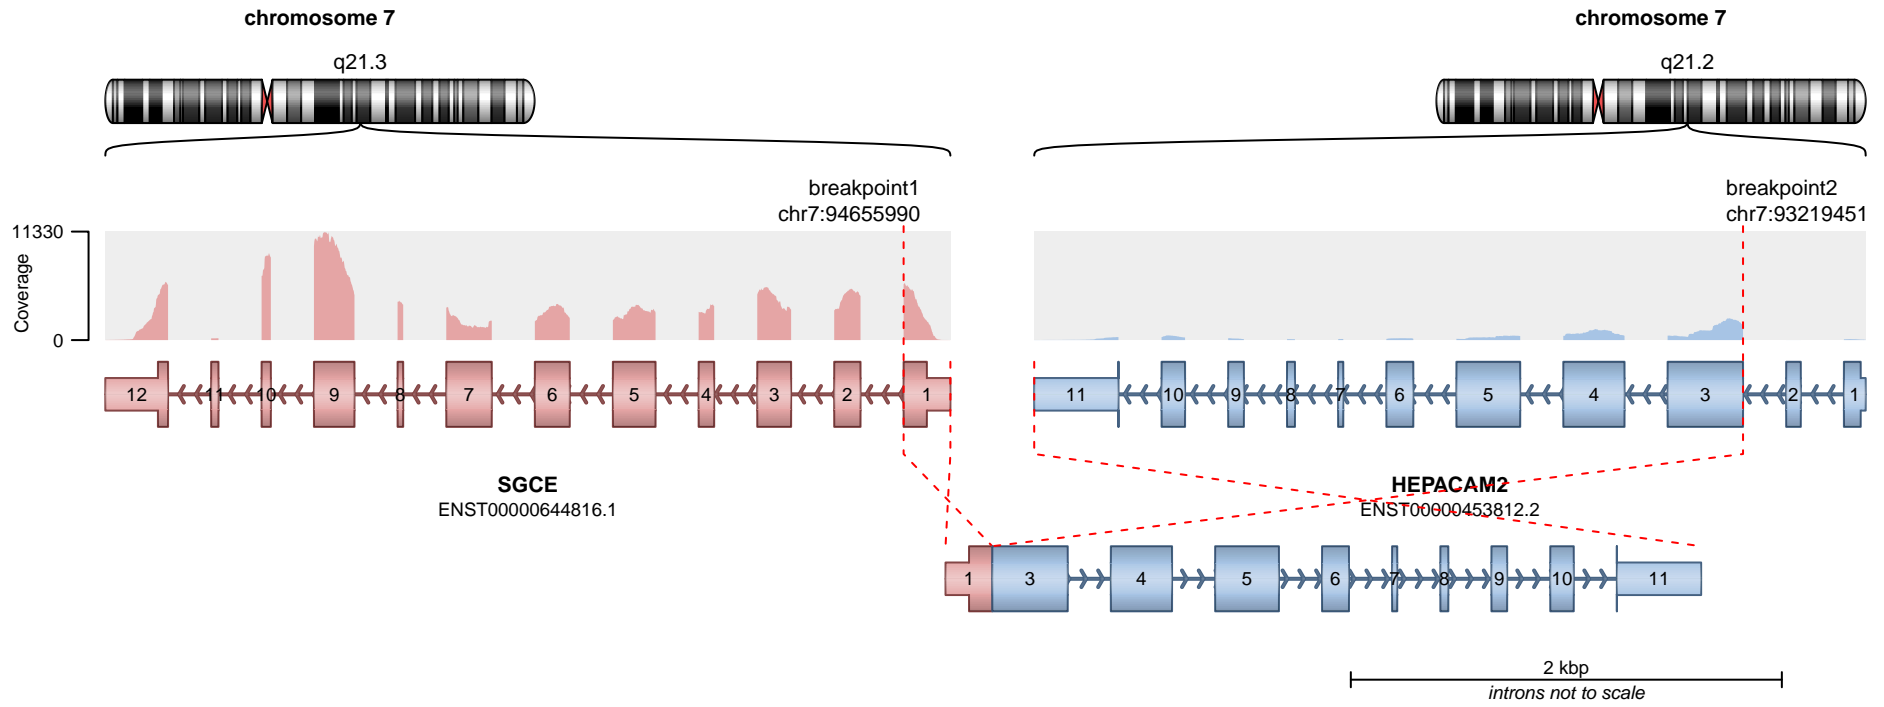 chromosome 7
chromosome 7
q21.3
q21.2
breakpoint1
chr7:94655990
breakpoint2
chr7:93219451
11330
Coverage
0
12 11 10 9 8 7 6 5 4 3 2 1
11 10 9 8 7 6 5 4 3 2 1
SGCE
ENST00000644816.1
HEPACAM2
ENST00000453812.2
1 3 4 5 6 7 8 9 10 11
2 kbp
introns not to scale